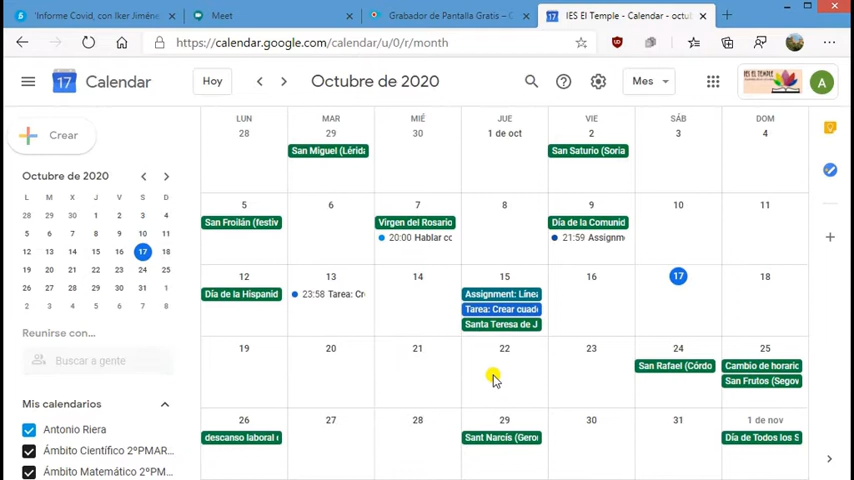 'Informe Covid, con Iker Jiméne
Meet
Grabador de Pantalla Gratis – C
IES El Temple - Calendar - octu
https://calendar.google.com/calendar/u/0/r/month
17 Calendar
Hoy
Octubre de 2020
Mes
A
Crear
Octubre de 2020
L M X J V S D
28 29 30 1 2 3 4
5 6 7 8 9 10 11
12 13 14 15 16 17 18
19 20 21 22 23 24 25
26 27 28 29 30 31 1
2 3 4 5 6 7 8
Reunirse con...
Buscar a gente
Mis calendarios
Antonio Riera
Ámbito Científico 2ºPMAR...
Ámbito Matemático 2ºPM...
LUN MAR MIÉ JUE VIE SÁB DOM
28 29 30 1 de oct 2 3 4
San Miguel (Lérida
San Saturio (Soria
5 6 7 8 9 10 11
San Froilán (festiv
Virgen del Rosario
Día de la Comunid
20:00 Hablar cc
21:59 Assignm
12 13 14 15 16 17 18
Día de la Hispanid
23:58 Tarea: Cr
Assignment: Línea
Tarea: Crear cuad
Santa Teresa de J
19 20 21 22 23 24 25
San Rafael (Córdo
Cambio de horario
San Frutos (Segov
26 27 28 29 30 31 1 de nov
descanso laboral
Sant Narcís (Gero
Día de Todos los S